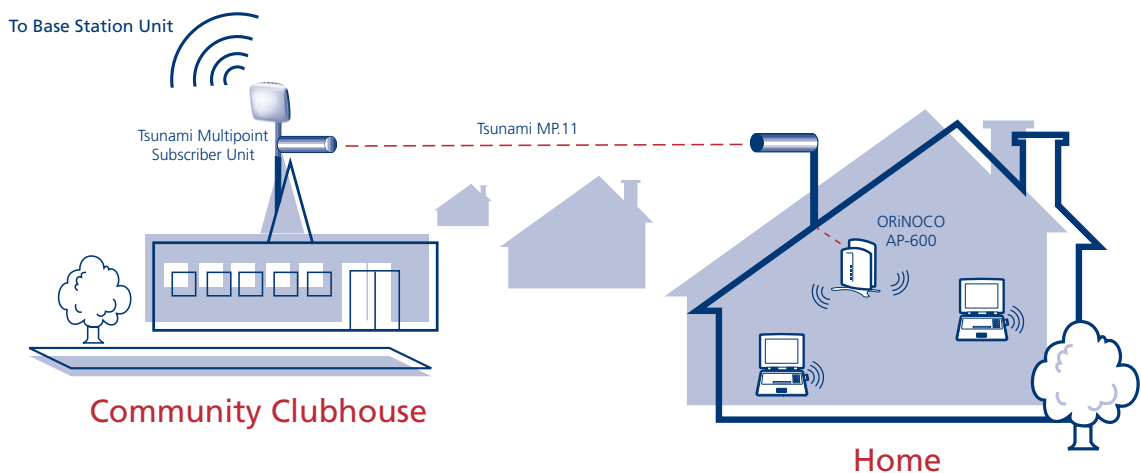 To Base Station Unit
Tsunami Multipoint
Subscriber Unit
Tsunami MP.11
ORiNOCO
AP-600
Community Clubhouse
Home